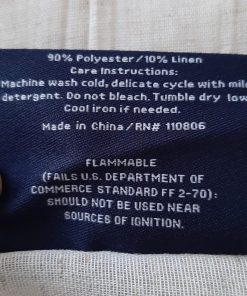 90% Polyester/10% Linen
Care Instructions:
Machine wash cold, delicate cycle with mild
detergent. Do not bleach. Tumble dry low
Cool iron if needed.
Made in China/RN# 110806
FLAMMABLE
(FAILS U.S. DEPARTMENT OF
COMMERCE STANDARD FF 2-70):
SHOULD NOT BE USED NEAR
SOURCES OF IGNITION.